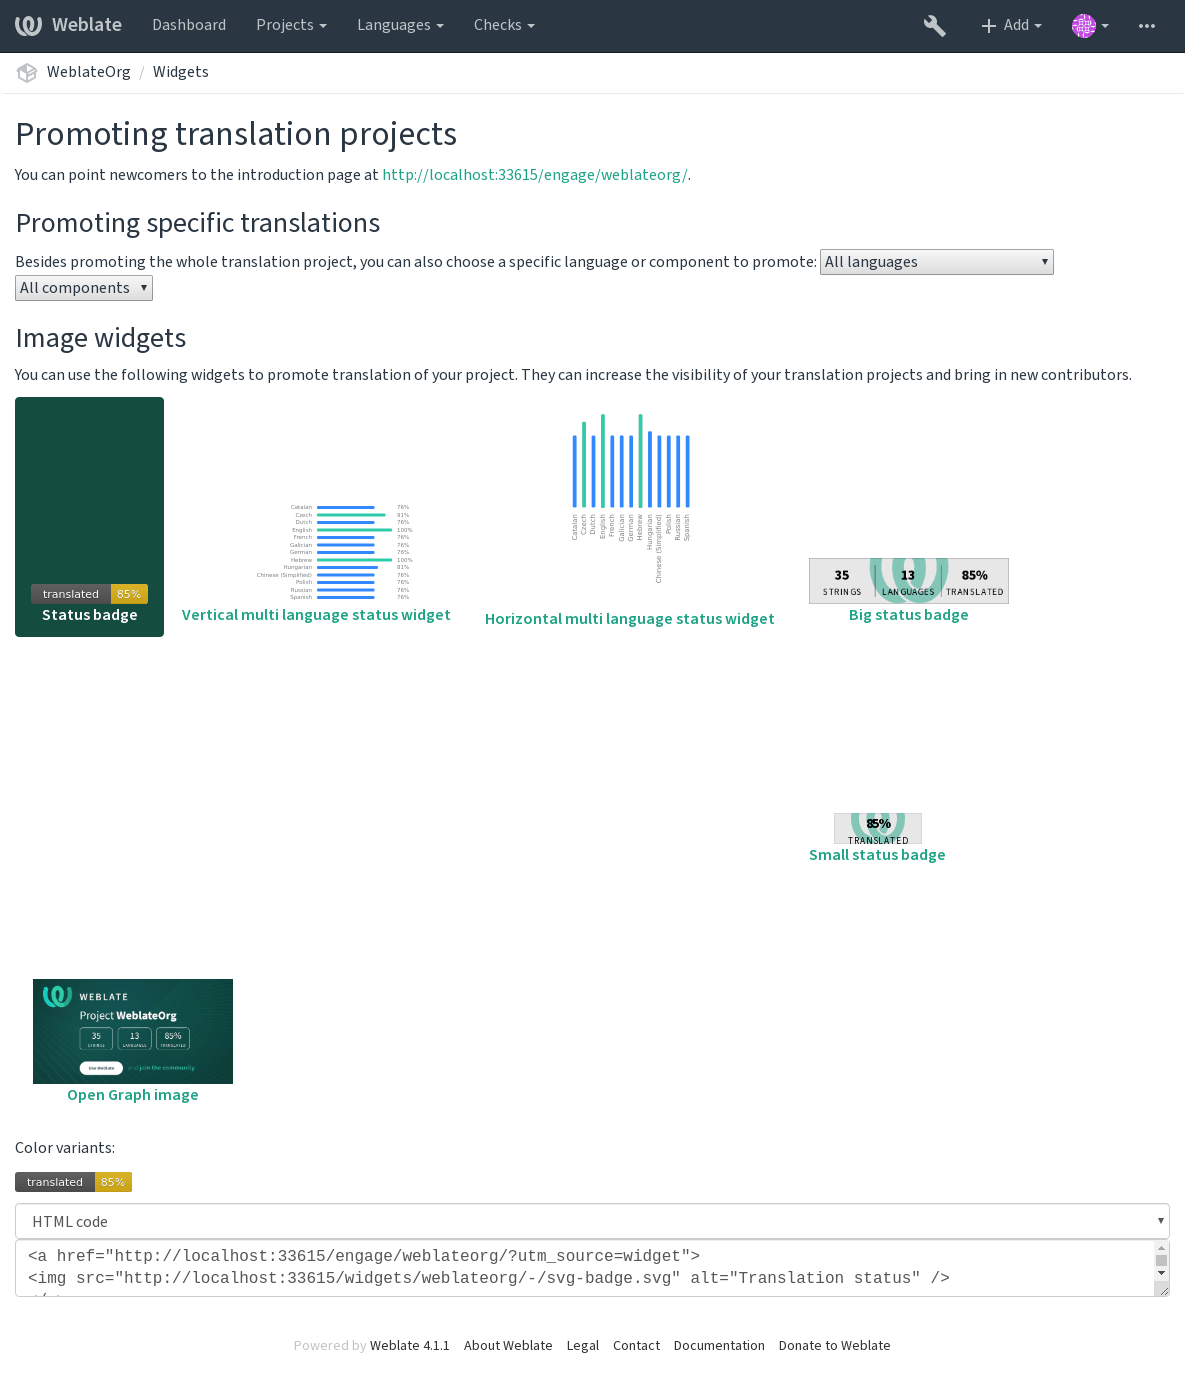 Weblate Dashboard Projects Languages Checks Add
WeblateOrg / Widgets
Promoting translation projects
You can point newcomers to the introduction page at http://localhost:33615/engage/weblateorg/.
Promoting specific translations
Besides promoting the whole translation project, you can also choose a specific language or component to promote: All languages
All components
Image widgets
You can use the following widgets to promote translation of your project. They can increase the visibility of your translation projects and bring in new contributors.
translated 85%
Status badge
Catalan 76%
Czech 91%
Dutch 76%
English 100%
French 76%
Galician 76%
German 76%
Hebrew 100%
Hungarian 81%
Chinese (Simplified) 76%
Polish 76%
Russian 76%
Spanish 76%
Vertical multi language status widget
Catalan
Czech
Dutch
English
French
Galician
German
Hebrew
Hungarian
Chinese (Simplified)
Polish
Russian
Spanish
Horizontal multi language status widget
35 13 85%
STRINGS LANGUAGES TRANSLATED
Big status badge
85%
TRANSLATED
Small status badge
WEBLATE
Project WeblateOrg
35 13 85%
STRINGS LANGUAGES TRANSLATED
Use Weblate and join the community
Open Graph image
Color variants:
translated 85%
HTML code
<a href="http://localhost:33615/engage/weblateorg/?utm_source=widget">
<img src="http://localhost:33615/widgets/weblateorg/-/svg-badge.svg" alt="Translation status" />
Powered by Weblate 4.1.1 About Weblate Legal Contact Documentation Donate to Weblate